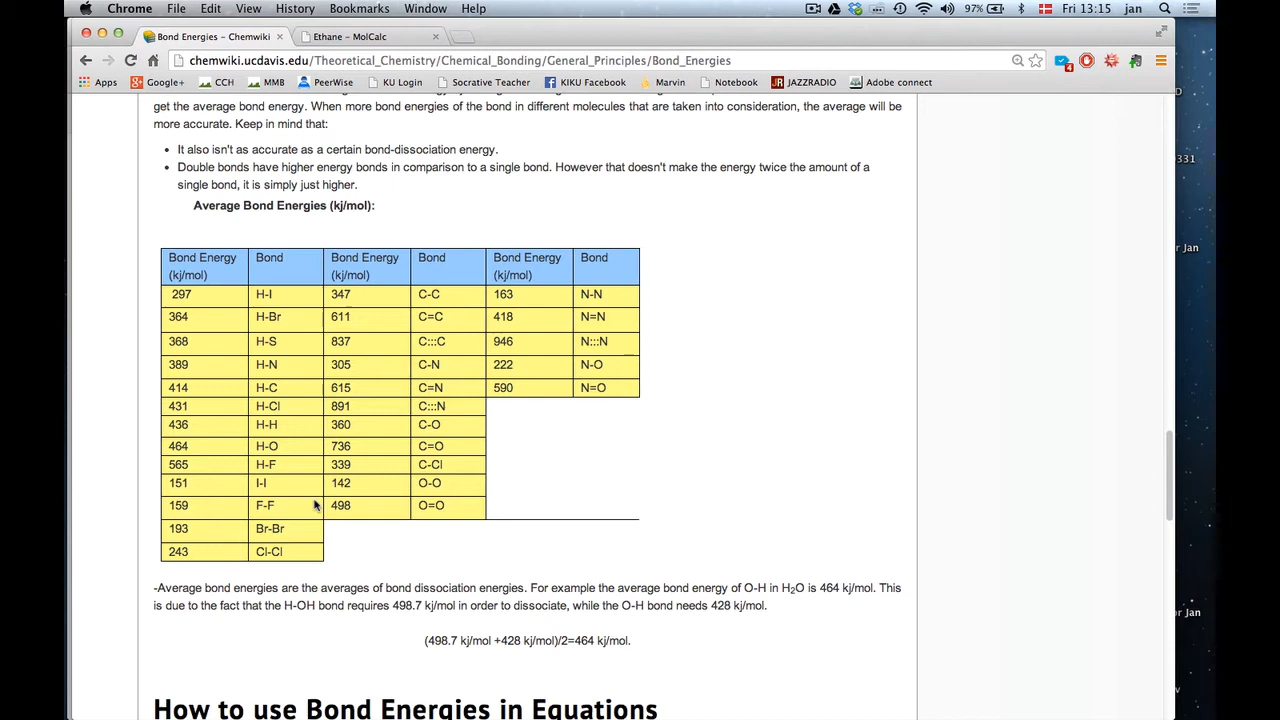 Chrome File Edit View History Bookmarks Window Help 97% Fri 13:15 jan
Bond Energies – Chemwiki × Ethane – MolCalc ×
chemwiki.ucdavis.edu/Theoretical_Chemistry/Chemical_Bonding/General_Principles/Bond_Energies 4
Apps Google+ CCH MMB PeerWise KU Login Socrative Teacher KIKU Facebook Marvin Notebook JAZZRADIO Adobe connect
get the average bond energy. When more bond energies of the bond in different molecules that are taken into consideration, the average will be
more accurate. Keep in mind that:
• It also isn't as accurate as a certain bond-dissociation energy.
• Double bonds have higher energy bonds in comparison to a single bond. However that doesn't make the energy twice the amount of a
single bond, it is simply just higher.
Average Bond Energies (kj/mol):
Bond Energy (kj/mol) Bond Bond Energy (kj/mol) Bond Bond Energy (kj/mol) Bond
297 H-I 347 C-C 163 N-N
364 H-Br 611 C=C 418 N=N
368 H-S 837 C:::C 946 N:::N
389 H-N 305 C-N 222 N-O
414 H-C 615 C=N 590 N=O
431 H-Cl 891 C:::N
436 H-H 360 C-O
464 H-O 736 C=O
565 H-F 339 C-Cl
151 I-I 142 O-O
159 F-F 498 O=O
193 Br-Br
243 Cl-Cl
-Average bond energies are the averages of bond dissociation energies. For example the average bond energy of O-H in H₂O is 464 kj/mol. This
is due to the fact that the H-OH bond requires 498.7 kj/mol in order to dissociate, while the O-H bond needs 428 kj/mol.
(498.7 kj/mol +428 kj/mol)/2=464 kj/mol.
How to use Bond Energies in Equations